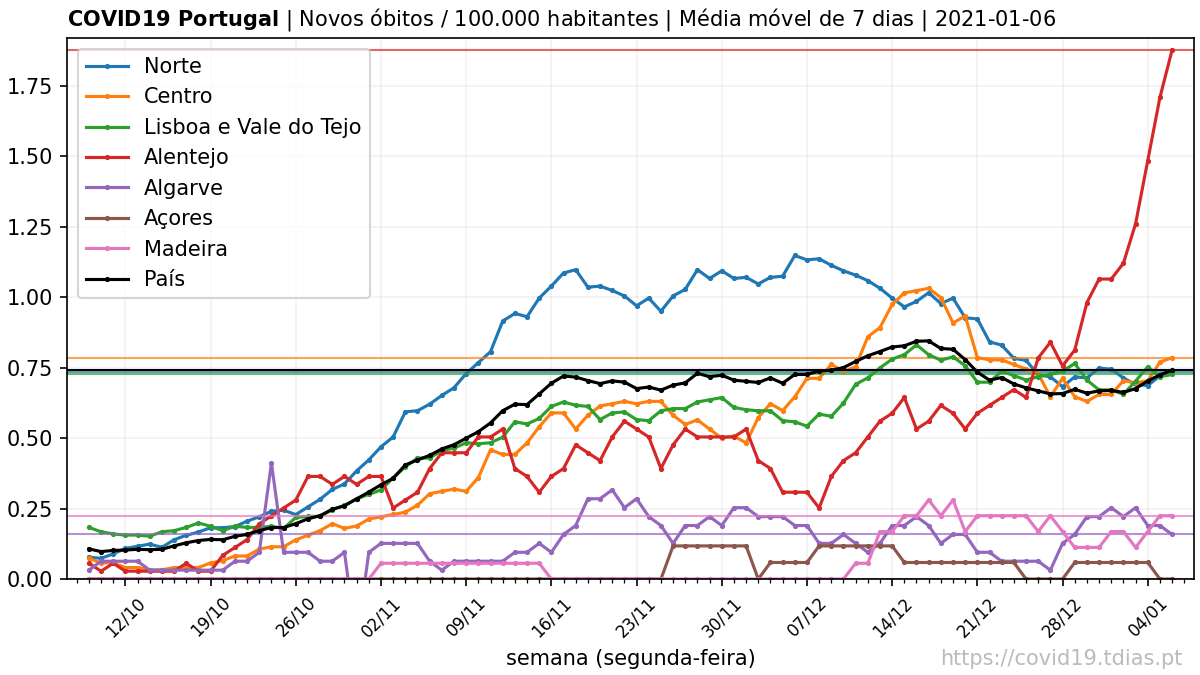 COVID19 Portugal | Novos óbitos / 100.000 habitantes | Média móvel de 7 dias | 2021-01-06
Norte
Centro
Lisboa e Vale do Tejo
Alentejo
Algarve
Açores
Madeira
País
1.75
1.50
1.25
1.00
0.75
0.50
0.25
0.00
12/10 19/10 26/10 02/11 09/11 16/11 23/11 30/11 07/12 14/12 21/12 28/12 04/01
semana (segunda-feira)
https://covid19.tdias.pt